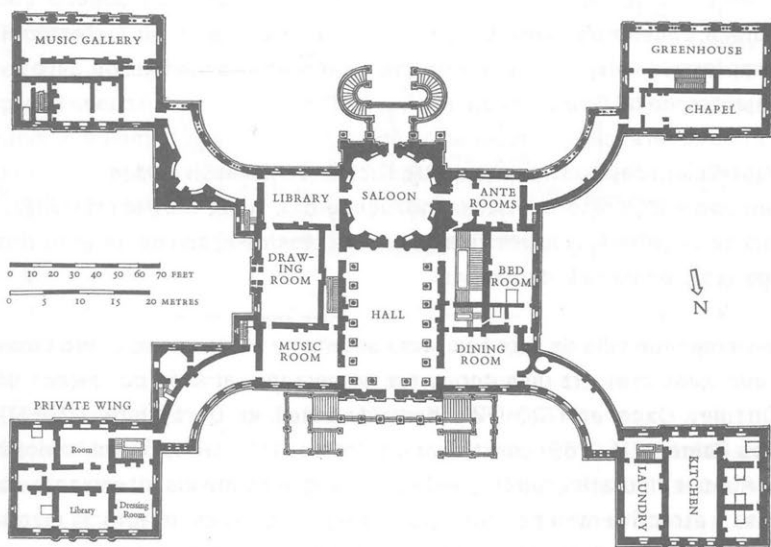 MUSIC GALLERY
GREENHOUSE
CHAPEL
LIBRARY
SALOON
ANTE
ROOMS
DRAW-
ING
ROOM
BED
ROOM
HALL
0 10 20 30 40 50 60 70 FEET
0 5 10 15 20 METRES
N
MUSIC
ROOM
DINING
ROOM
PRIVATE WING
Room
Library
Dressing
Room
LAUNDRY
KITCHEN